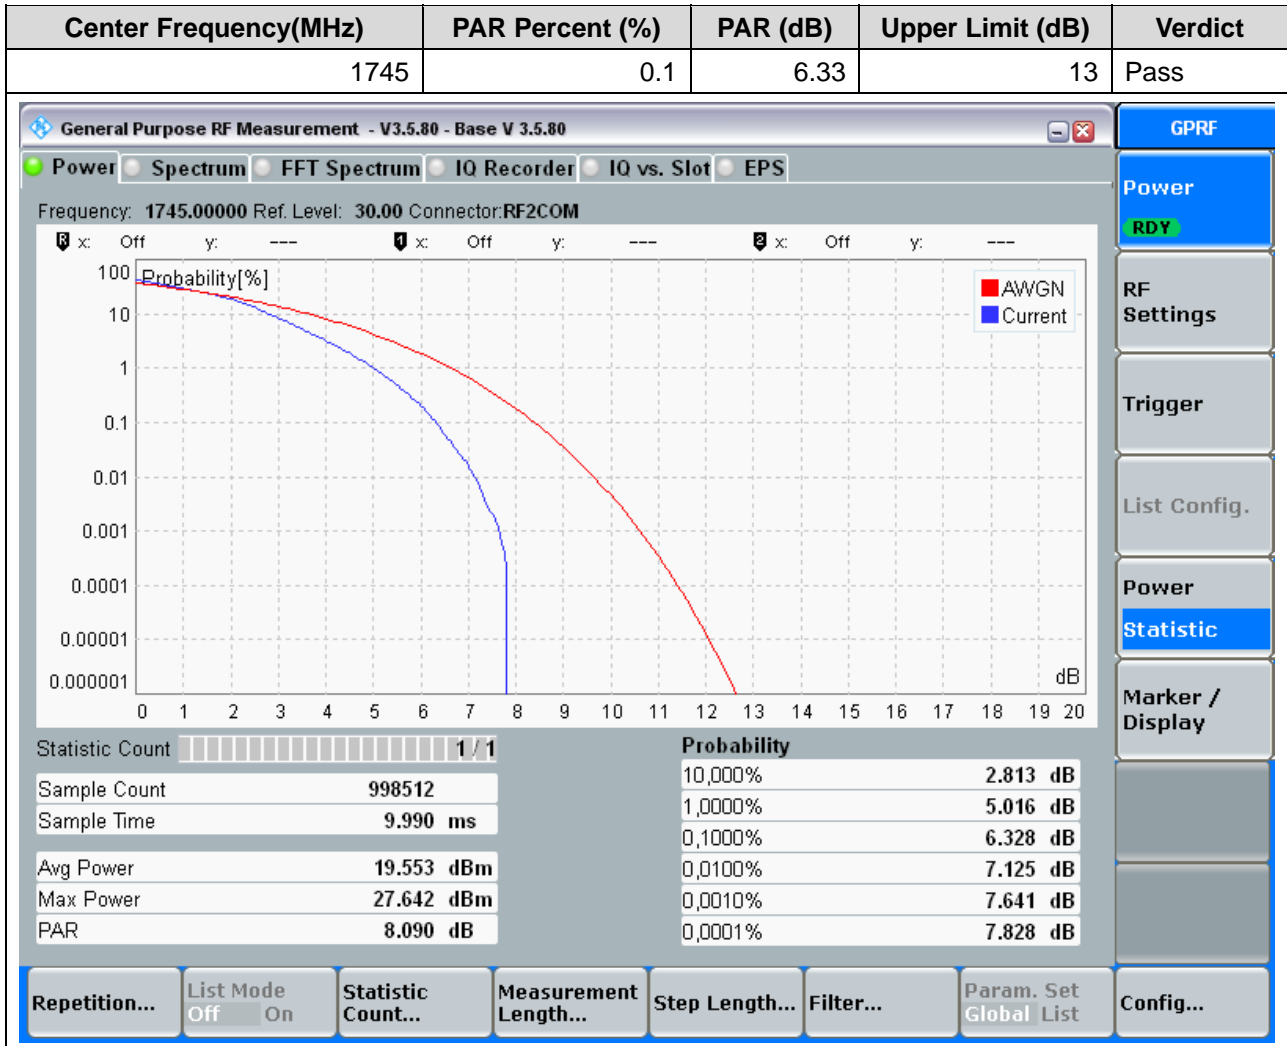 Center Frequency(MHz) PAR Percent (%) PAR (dB) Upper Limit (dB) Verdict
1745 0.1 6.33 13 Pass
General Purpose RF Measurement - V3.5.80 - Base V 3.5.80
GPRF
Power Spectrum FFT Spectrum IQ Recorder IQ vs. Slot EPS
Frequency: 1745.00000 Ref. Level: 30.00 Connector:RF2COM
R x: Off y: --- 1 x: Off y: --- 2 x: Off y: ---
Probability[%]
100
10
1
0.1
0.01
0.001
0.0001
0.00001
0.000001
AWGN
Current
dB
0 1 2 3 4 5 6 7 8 9 10 11 12 13 14 15 16 17 18 19 20
Statistic Count 1 / 1
Sample Count 998512
Sample Time 9.990 ms
Avg Power 19.553 dBm
Max Power 27.642 dBm
PAR 8.090 dB
Probability
10,000% 2.813 dB
1,0000% 5.016 dB
0,1000% 6.328 dB
0,0100% 7.125 dB
0,0010% 7.641 dB
0,0001% 7.828 dB
Power
RDY
RF
Settings
Trigger
List Config.
Power
Statistic
Marker /
Display
Repetition...
List Mode
Off On
Statistic
Count...
Measurement
Length...
Step Length...
Filter...
Param. Set
Global List
Config...